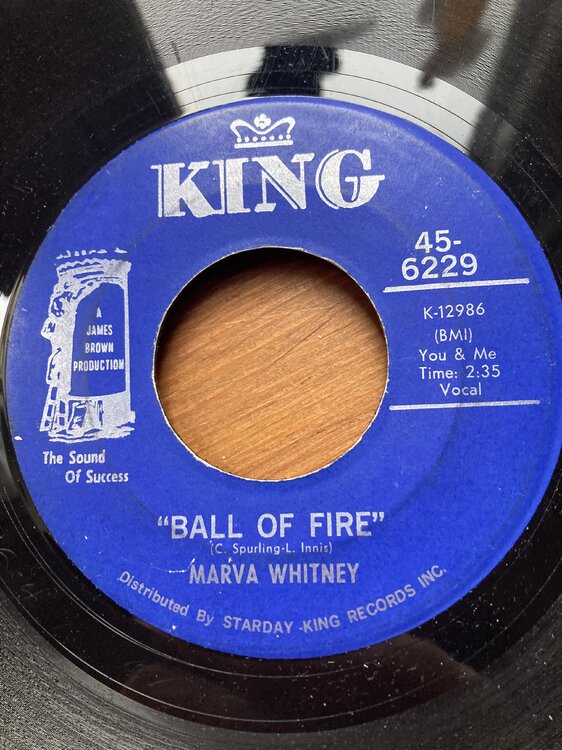 KING
45-
6229
K-12986
(BMI)
You & Me
Time: 2:35
Vocal
A
JAMES
BROWN
PRODUCTION
The Sound
Of Success
"BALL OF FIRE"
(C. Spurling-L. Innis)
MARVA WHITNEY
Distributed By STARDAY-KING RECORDS INC.